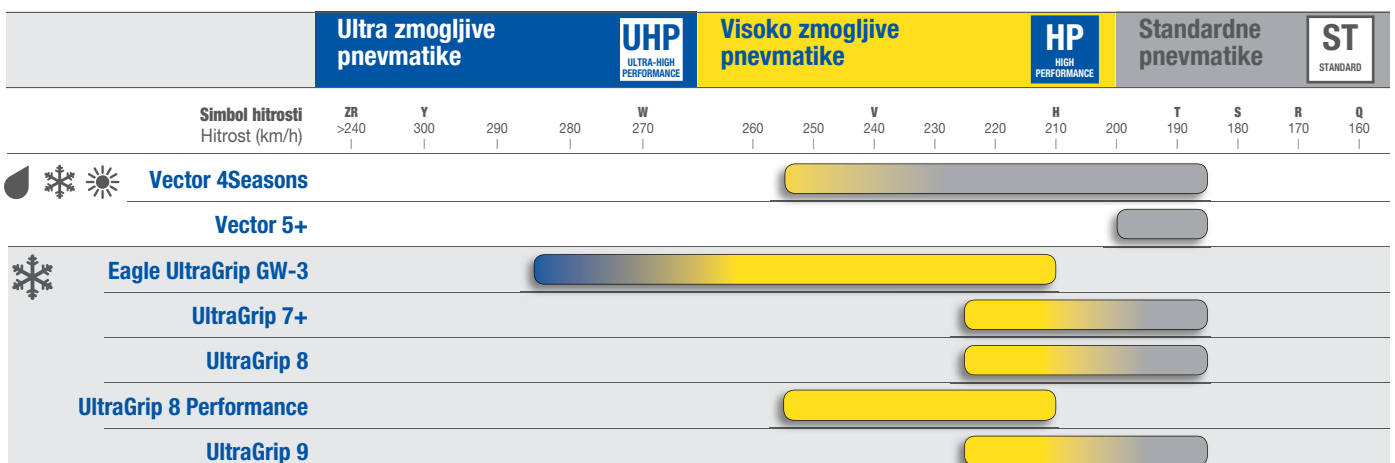 Ultra zmogljive
pnevmatike
UHP
ULTRA-HIGH
PERFORMANCE
Visoko zmogljive
pnevmatike
HP
HIGH
PERFORMANCE
Standardne
pnevmatike
ST
STANDARD
Simbol hitrosti ZR Y W V H T S R Q
Hitrost (km/h) >240 300 290 280 270 260 250 240 230 220 210 200 190 180 170 160
Vector 4Seasons
Vector 5+
Eagle UltraGrip GW-3
UltraGrip 7+
UltraGrip 8
UltraGrip 8 Performance
UltraGrip 9